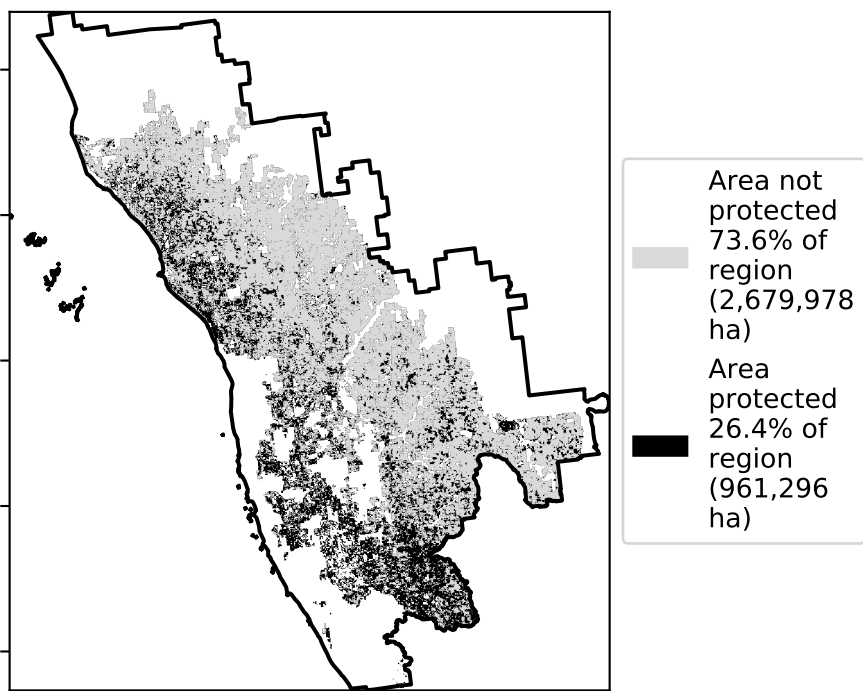 Area not
protected
73.6% of
region
(2,679,978
ha)
Area
protected
26.4% of
region
(961,296
ha)